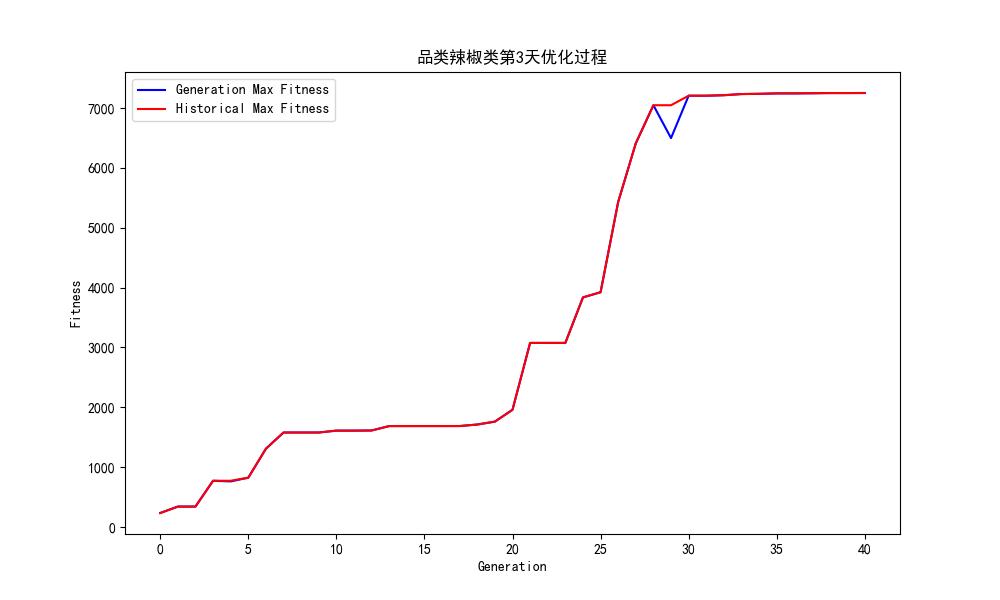 品类辣椒类第3天优化过程
Generation Max Fitness
Historical Max Fitness
Fitness
7000
6000
5000
4000
3000
2000
1000
0
0 5 10 15 20 25 30 35 40
Generation